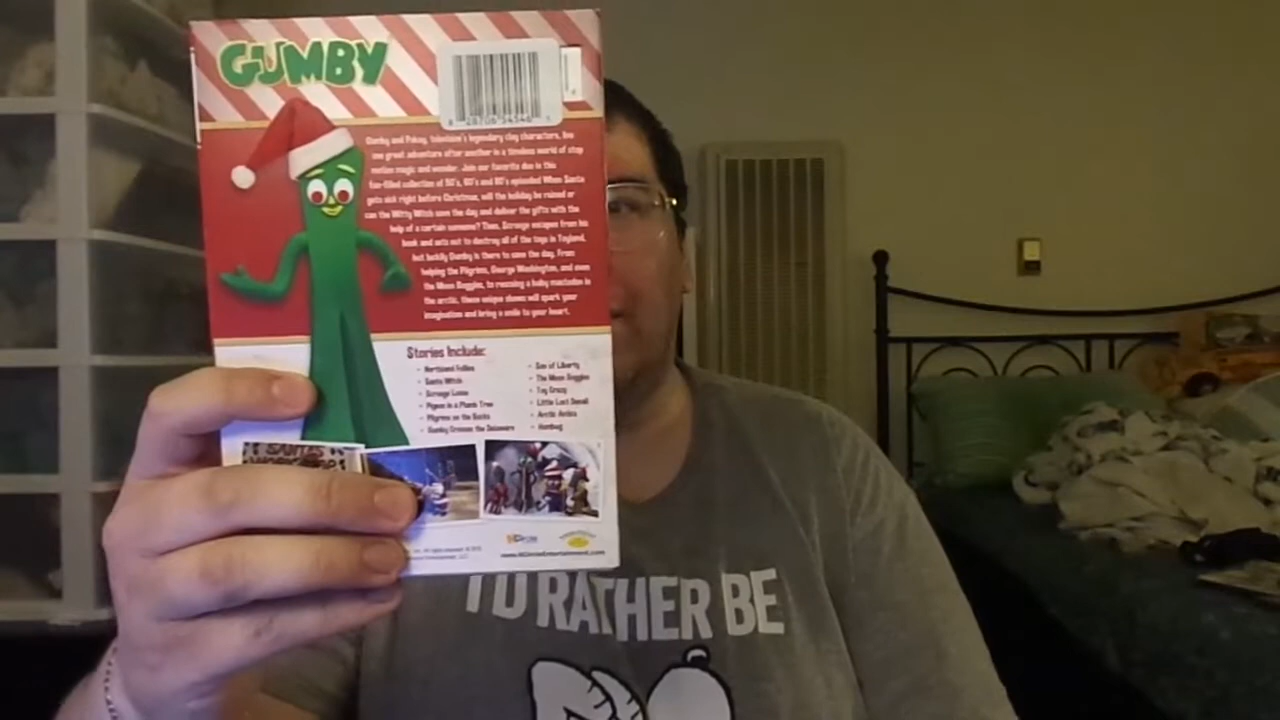 GUMBY
Gumby and Pokey, television's legendary clay characters, live
one great adventure after another in a timeless world of stop
motion magic and wonder. Join our favorite duo in this
fun-filled collection of 50's, 60's and 80's episodes! When Santa
gets sick right before Christmas, will the holiday be ruined or
can the Witty Witch save the day and deliver the gifts with the
help of a certain someone? Then, Scrooge escapes from his
book and sets out to destroy all of the toys in Toyland,
but luckily Gumby is there to save the day. From
helping the Pilgrims, George Washington, and even
the Moon Boggles, to rescuing a baby mastodon in
the arctic, these unique shows will spark your
imagination and bring a smile to your heart.
Stories Include:
• Northland Follies
• Santa Witch
• Scrooge Loose
• Pigeon in a Plumb Tree
• Pilgrims on the Rocks
• Gumby Crosses the Delaware
• Son of Liberty
• The Moon Boggles
• Toy Crazy
• Little Lost Donall
• Arctic Antics
• Humbug
SANTA'S
NCircle
www.NCircleEntertainment.com
I'D RATHER BE